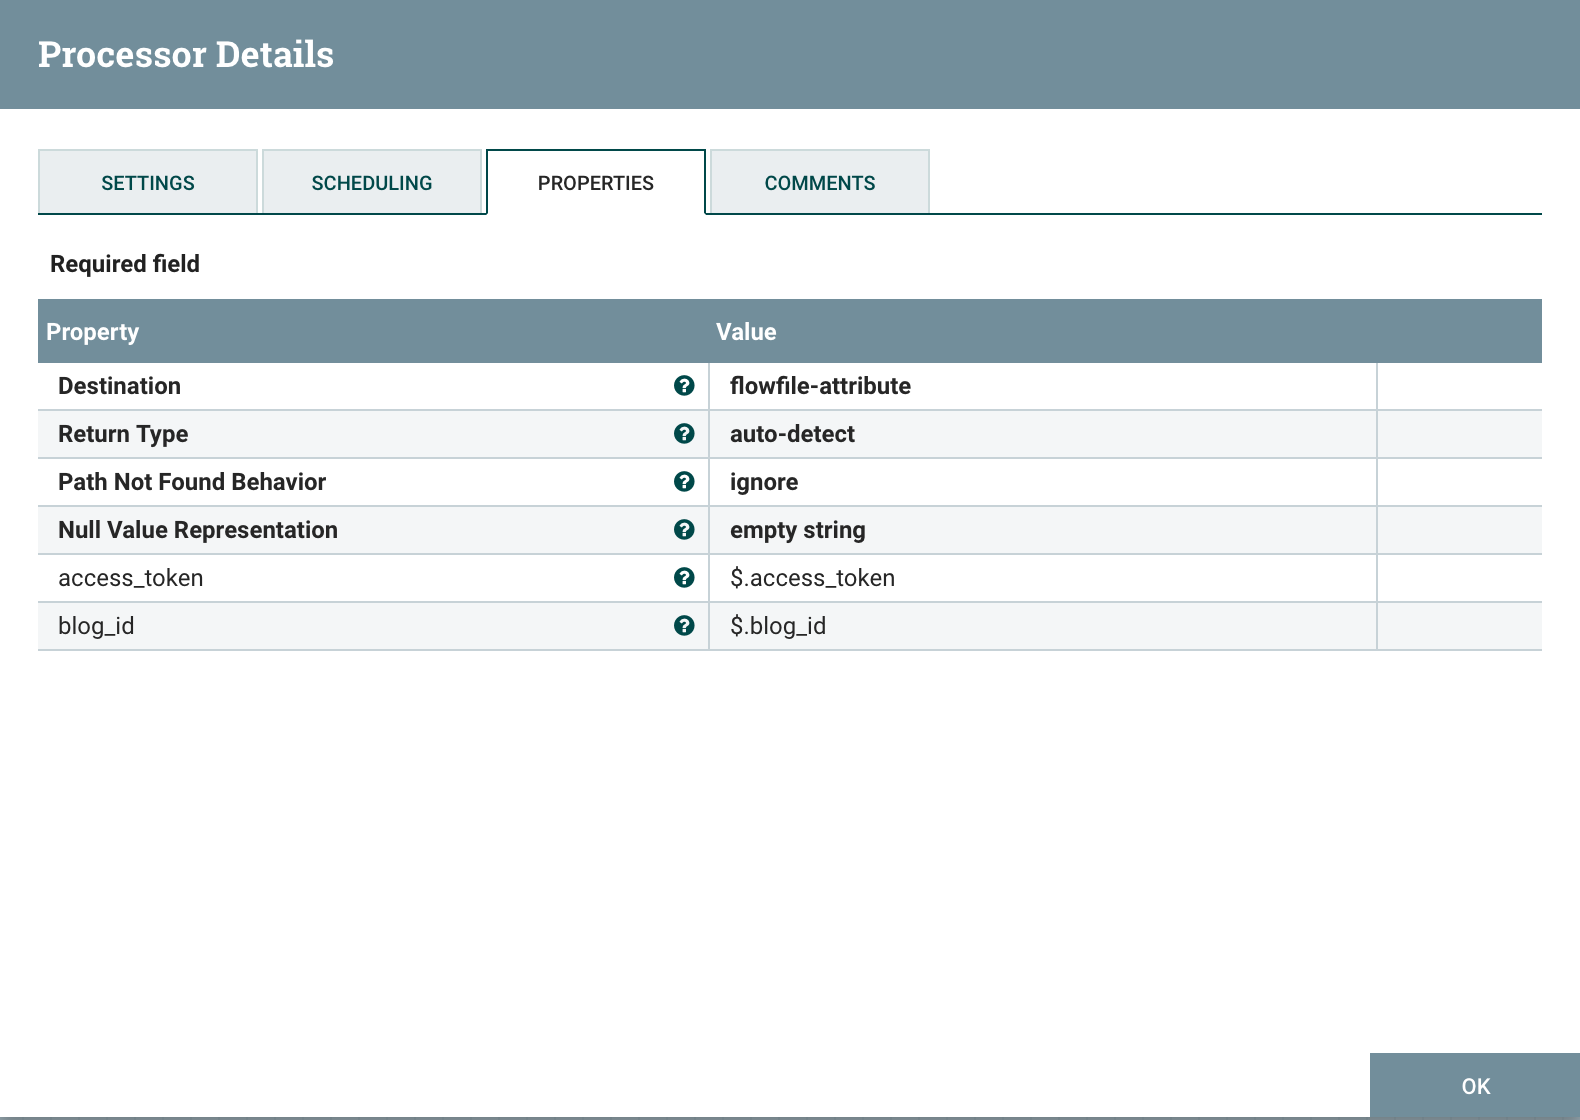 Processor Details
SETTINGS SCHEDULING PROPERTIES COMMENTS
Required field
Property Value
Destination ? flowfile-attribute
Return Type ? auto-detect
Path Not Found Behavior ? ignore
Null Value Representation ? empty string
access_token ? $.access_token
blog_id ? $.blog_id
OK